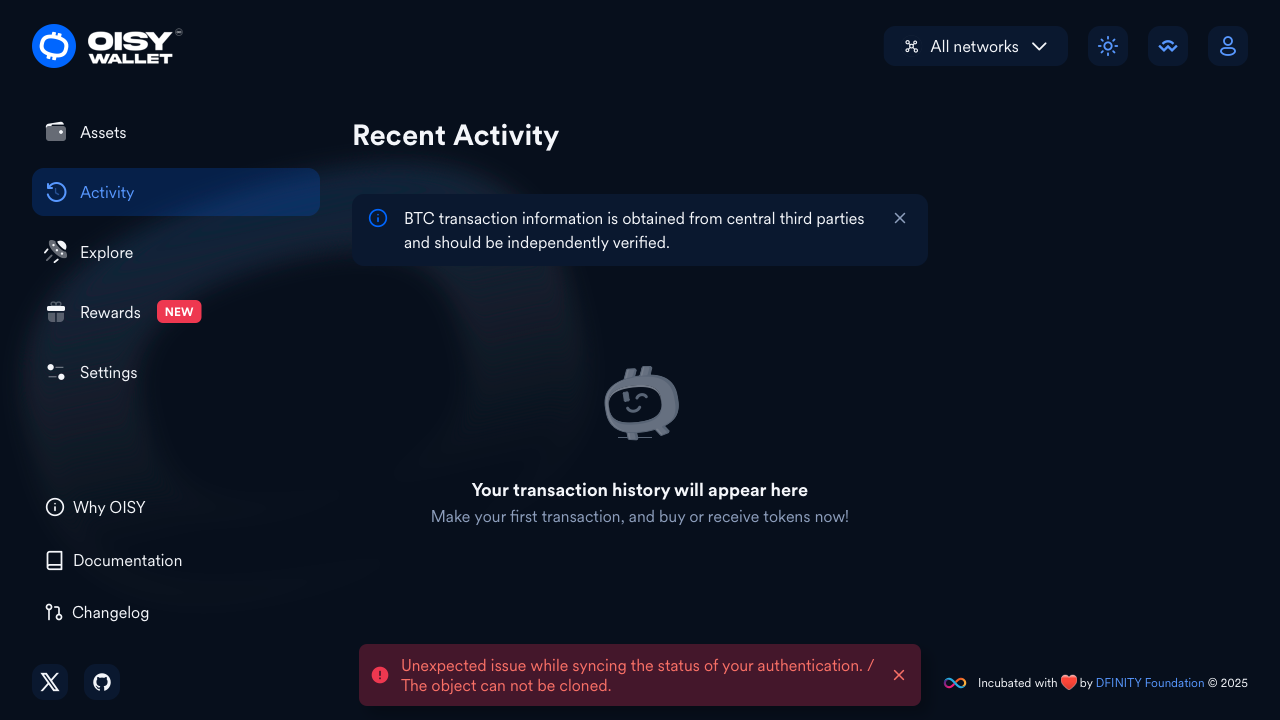 OISY
WALLET
All networks
Assets
Activity
Explore
Rewards NEW
Settings
Why OISY
Documentation
Changelog
Recent Activity
BTC transaction information is obtained from central third parties
and should be independently verified.
Your transaction history will appear here
Make your first transaction, and buy or receive tokens now!
Unexpected issue while syncing the status of your authentication. /
The object can not be cloned.
Incubated with ❤️ by DFINITY Foundation © 2025